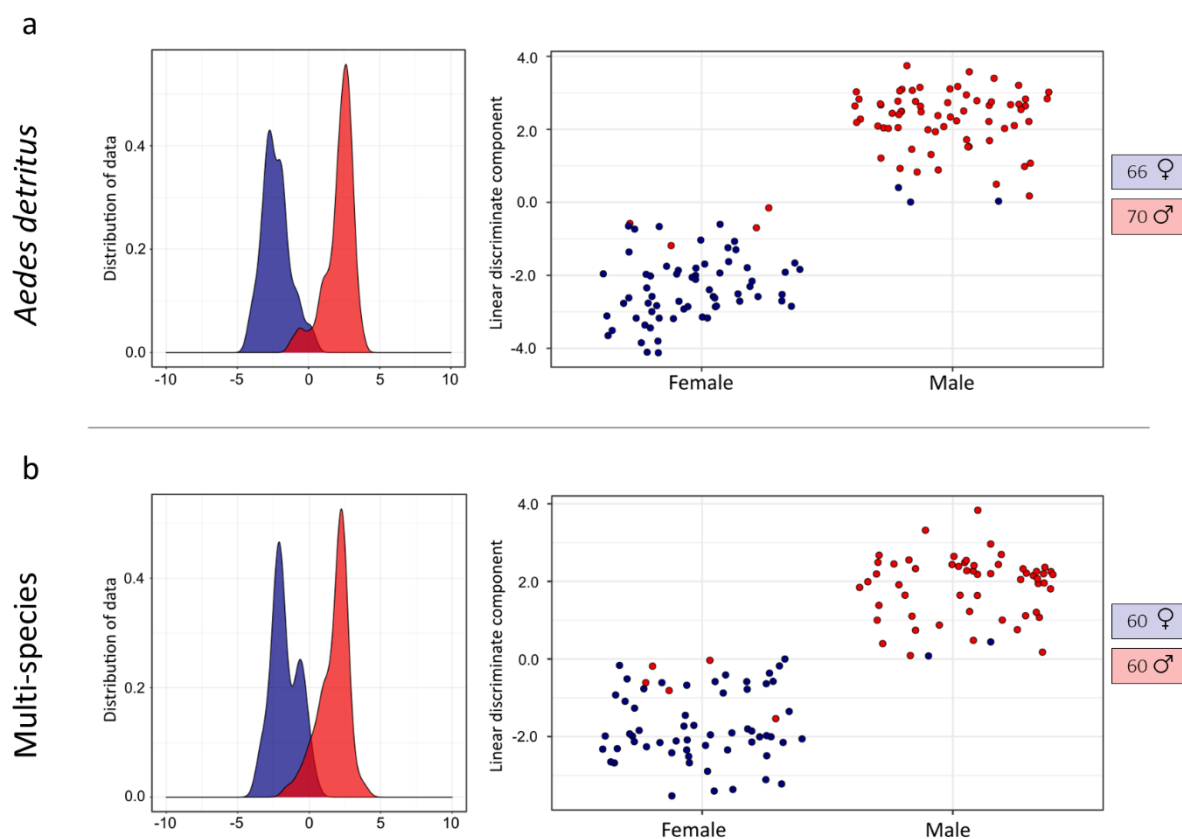 a
Aedes detritus
Distribution of data
0.4
0.2
0.0
-10 -5 0 5 10
Linear discriminate component
4.0
2.0
0.0
-2.0
-4.0
Female Male
66 ♀
70 ♂
b
Multi-species
Distribution of data
0.4
0.2
0.0
-10 -5 0 5 10
Linear discriminate component
4.0
2.0
0.0
-2.0
Female Male
60 ♀
60 ♂